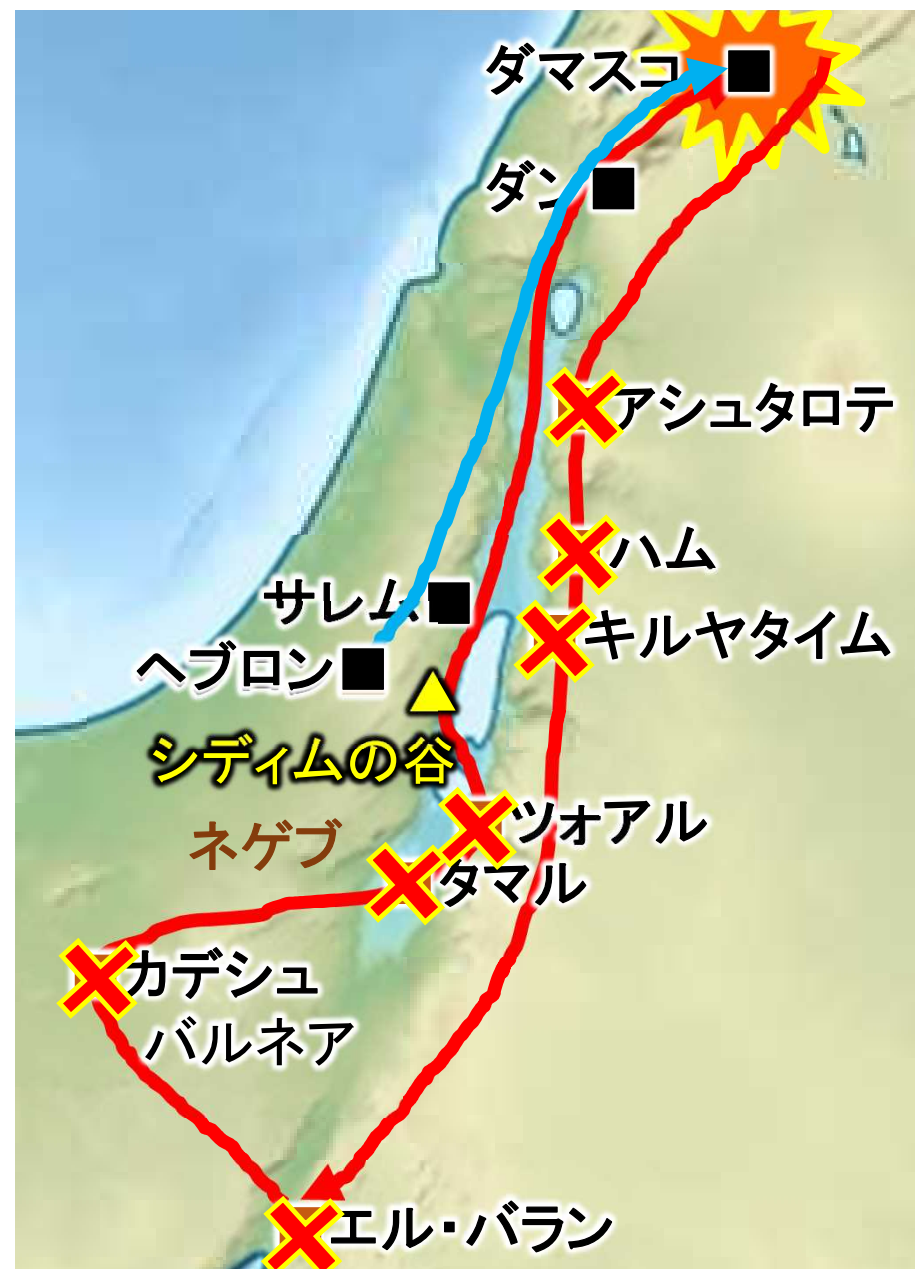 ダマスコ
ダン
アシュタロテ
ハム
サレム
キルヤタイム
ヘブロン
シディムの谷
ツォアル
ネゲブ
タマル
カデシュ
バルネア
エル・バラン